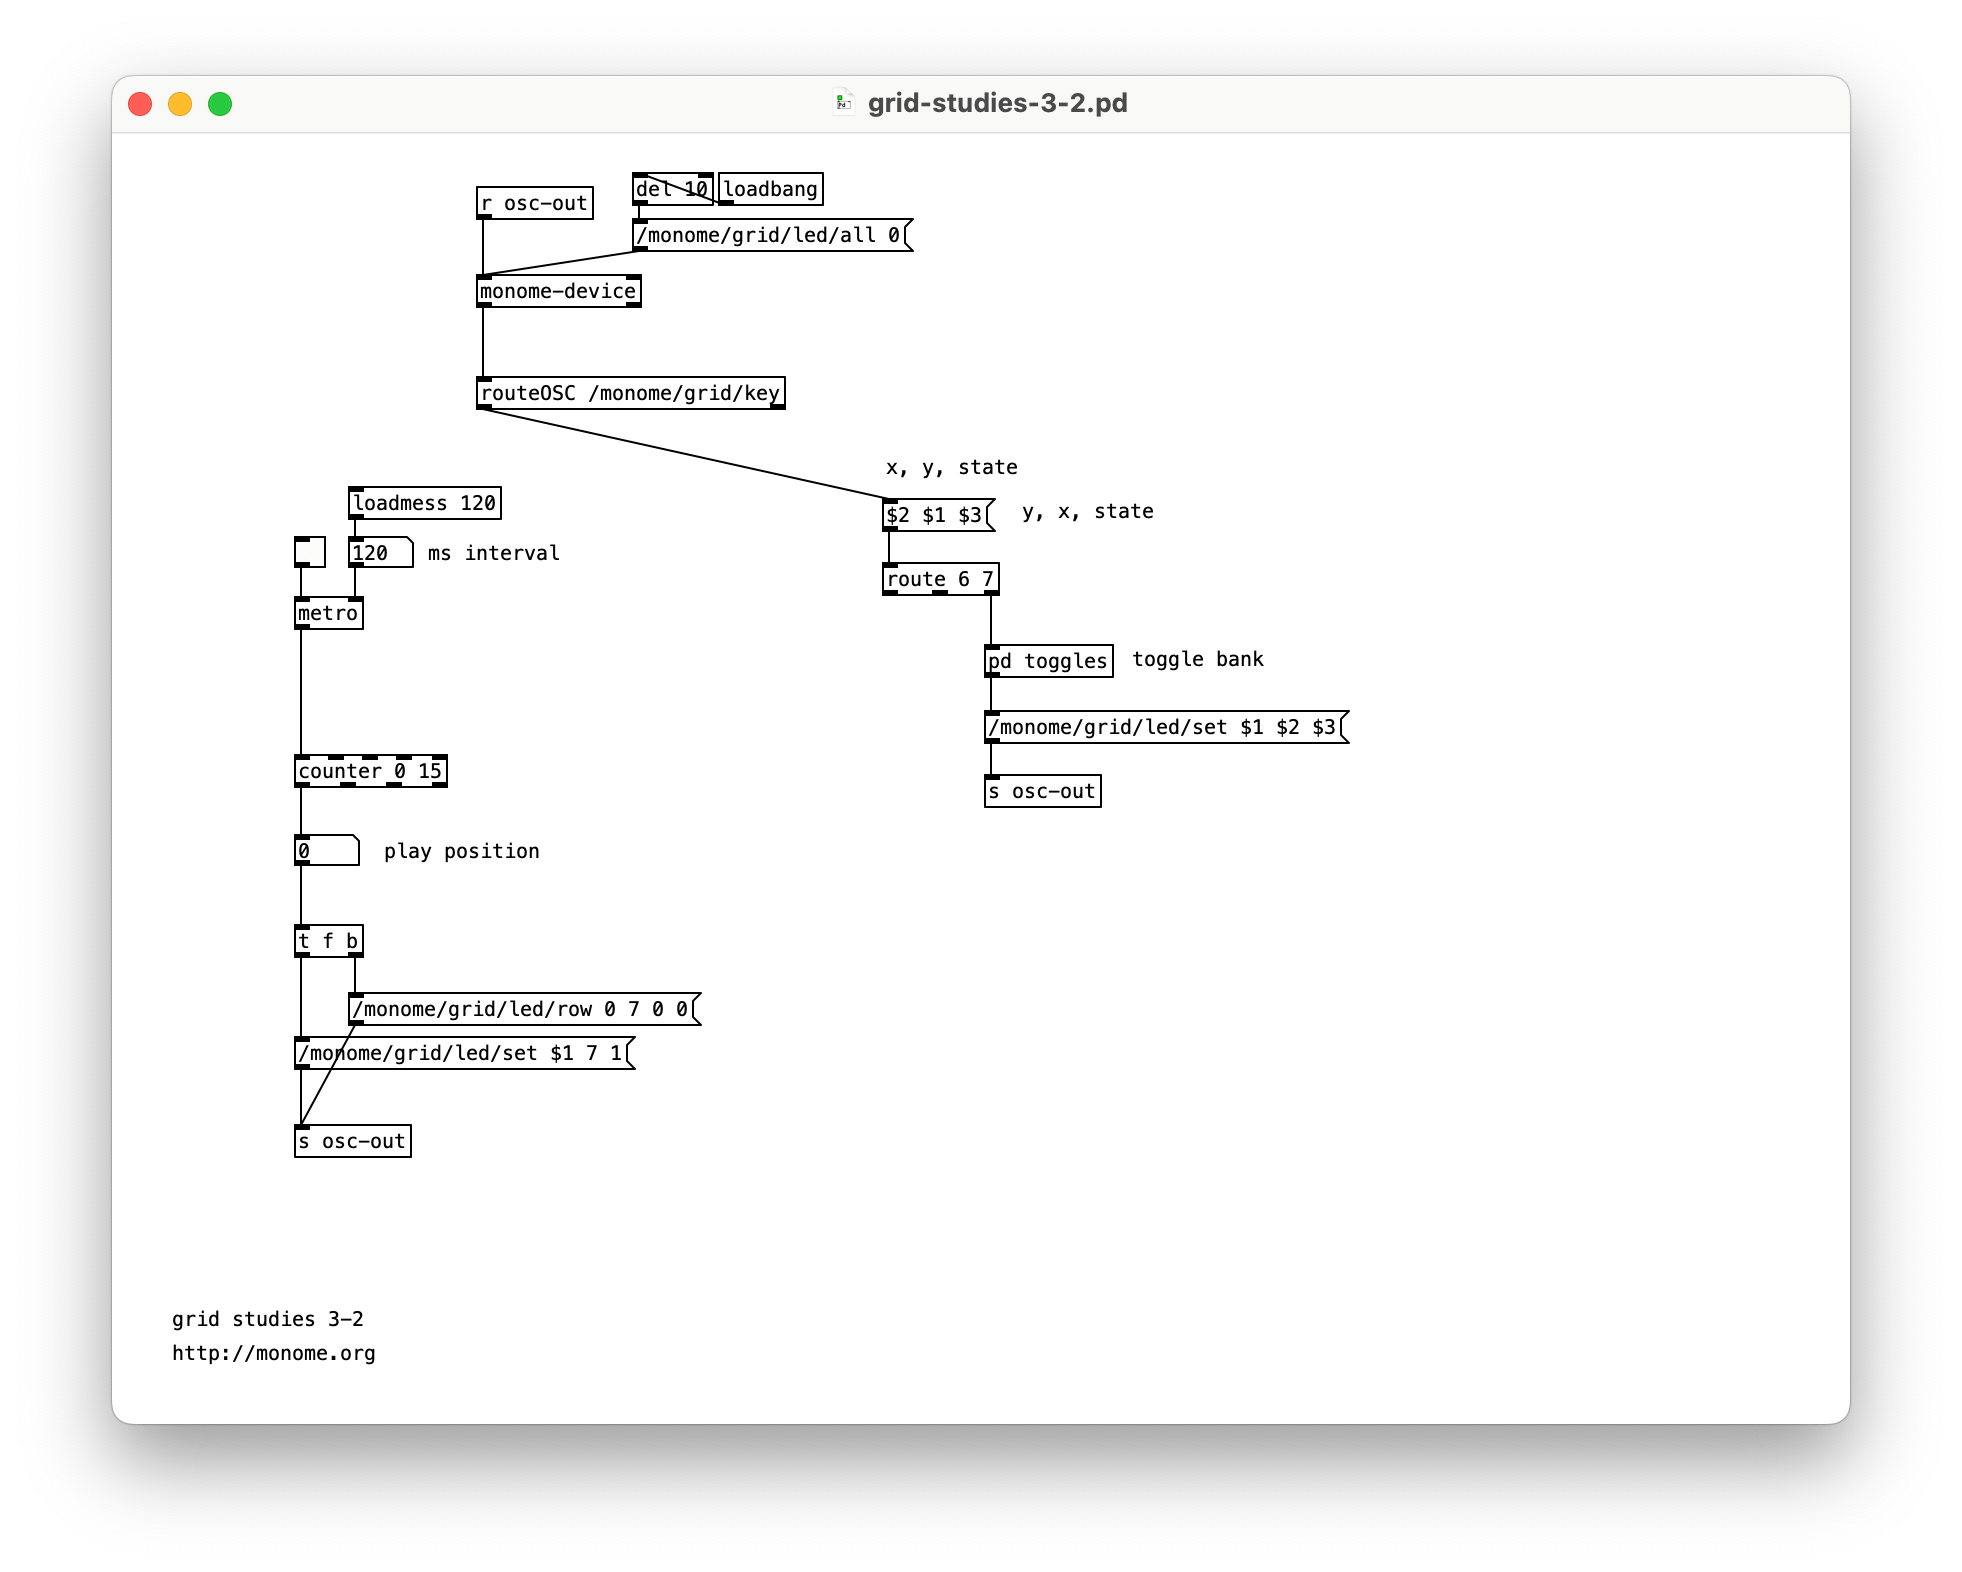 grid-studies-3-2.pd
r osc-out
del 10
loadbang
/monome/grid/led/all 0
monome-device
routeOSC /monome/grid/key
x, y, state
$2 $1 $3
y, x, state
route 6 7
pd toggles
toggle bank
/monome/grid/led/set $1 $2 $3
s osc-out
loadmess 120
120
ms interval
metro
counter 0 15
0
play position
t f b
/monome/grid/led/row 0 7 0 0
/monome/grid/led/set $1 7 1
s osc-out
grid studies 3-2
http://monome.org